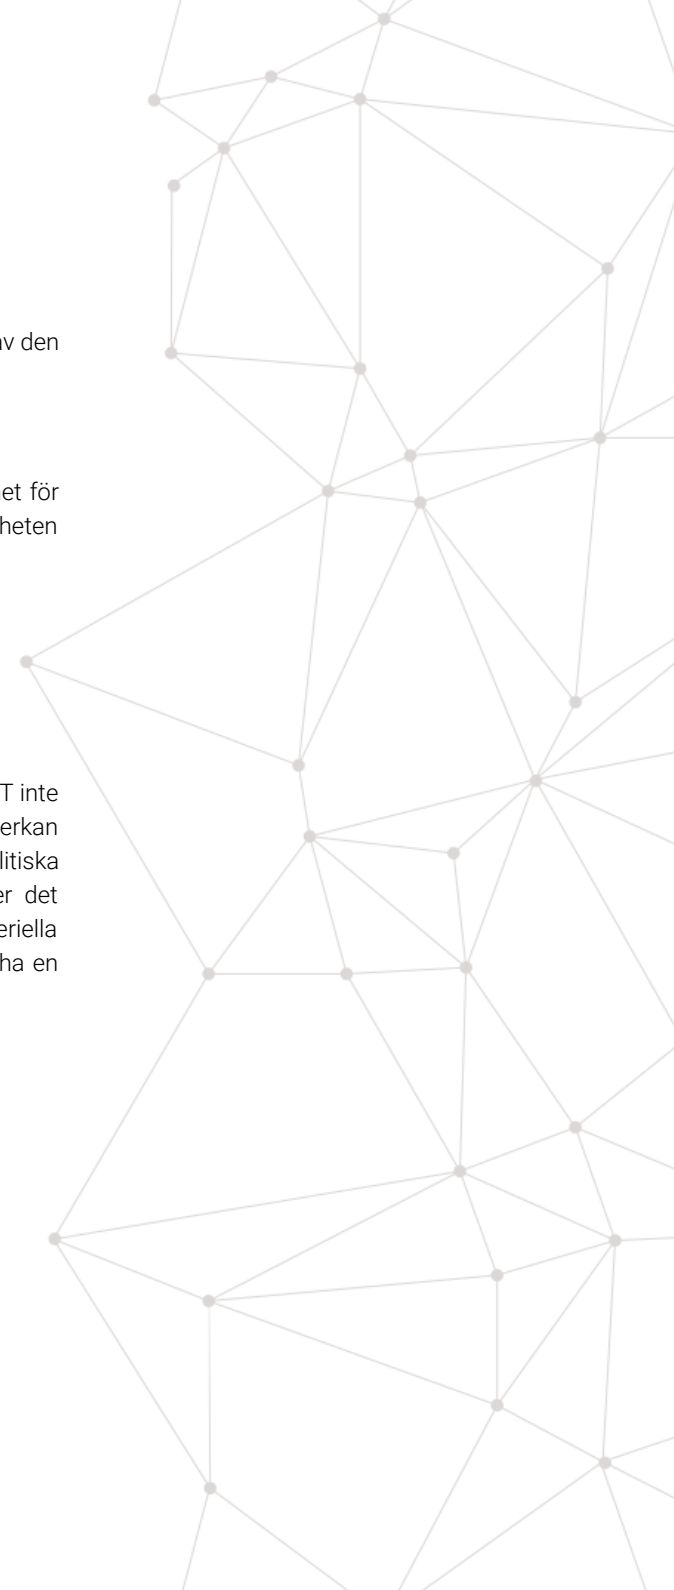 av den
et för
heten
T inte
erkan
litiska
er det
eriella
ha en